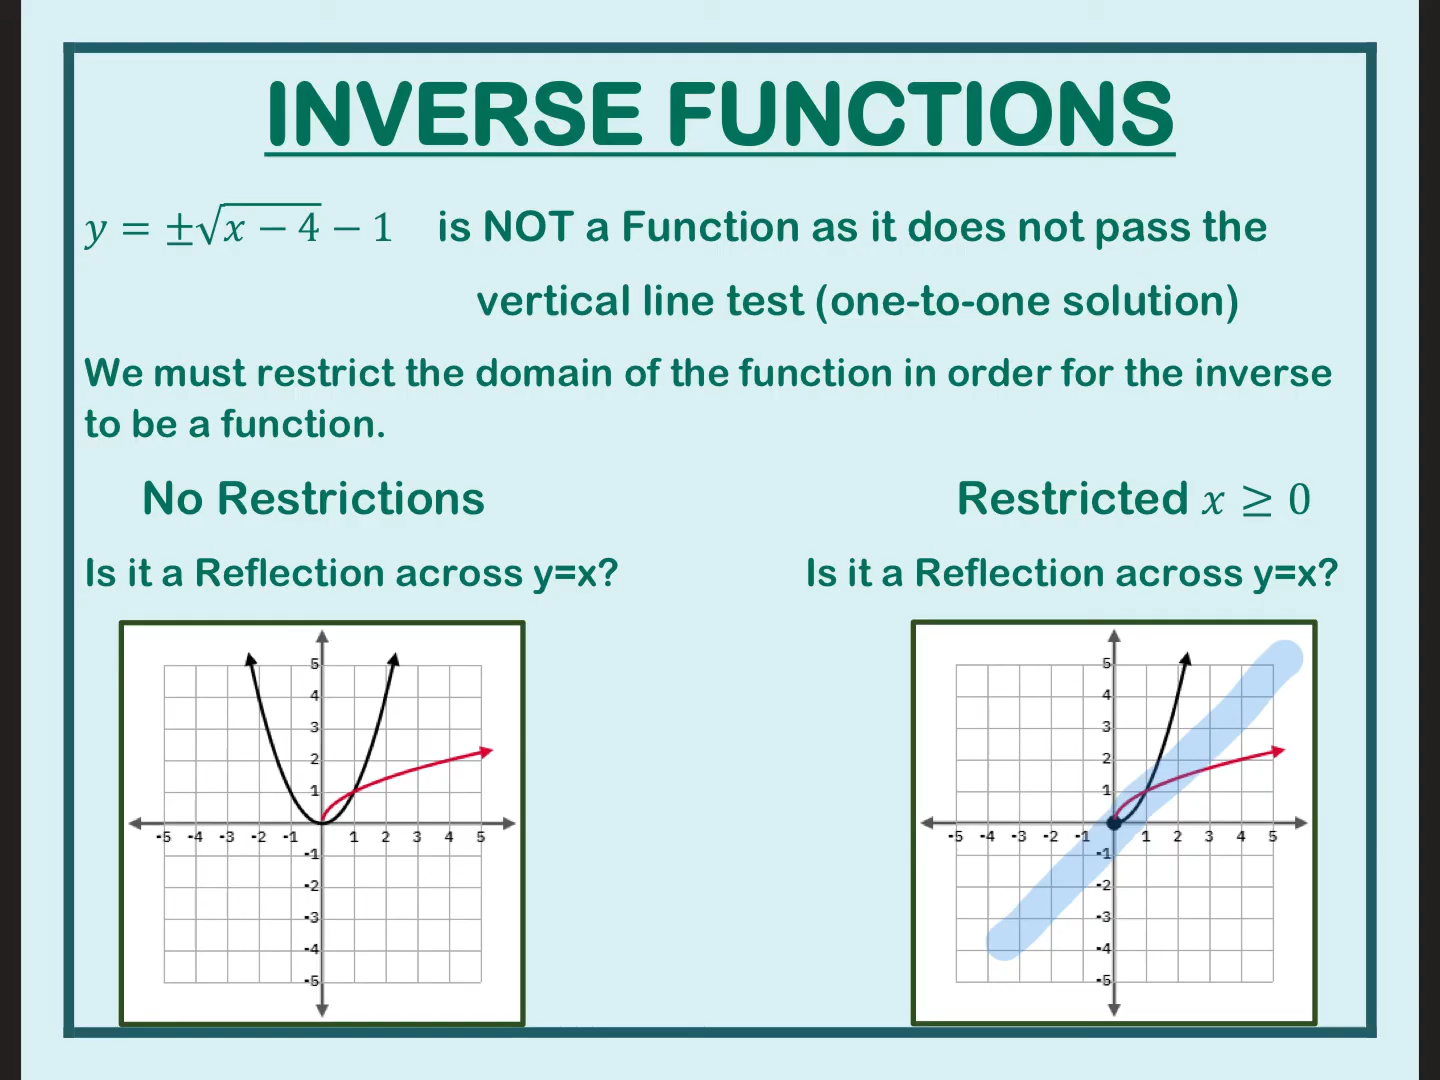 INVERSE FUNCTIONS
y = ±√x − 4 − 1 is NOT a Function as it does not pass the
vertical line test (one-to-one solution)
We must restrict the domain of the function in order for the inverse
to be a function.
No Restrictions
Restricted x ≥ 0
Is it a Reflection across y=x?
Is it a Reflection across y=x?
5
4
3
2
1
-5 -4 -3 -2 -1 1 2 3 4 5
-1
-2
-3
-4
-5
5
4
3
2
1
-5 -4 -3 -2 -1 1 2 3 4 5
-1
-2
-3
-4
-5